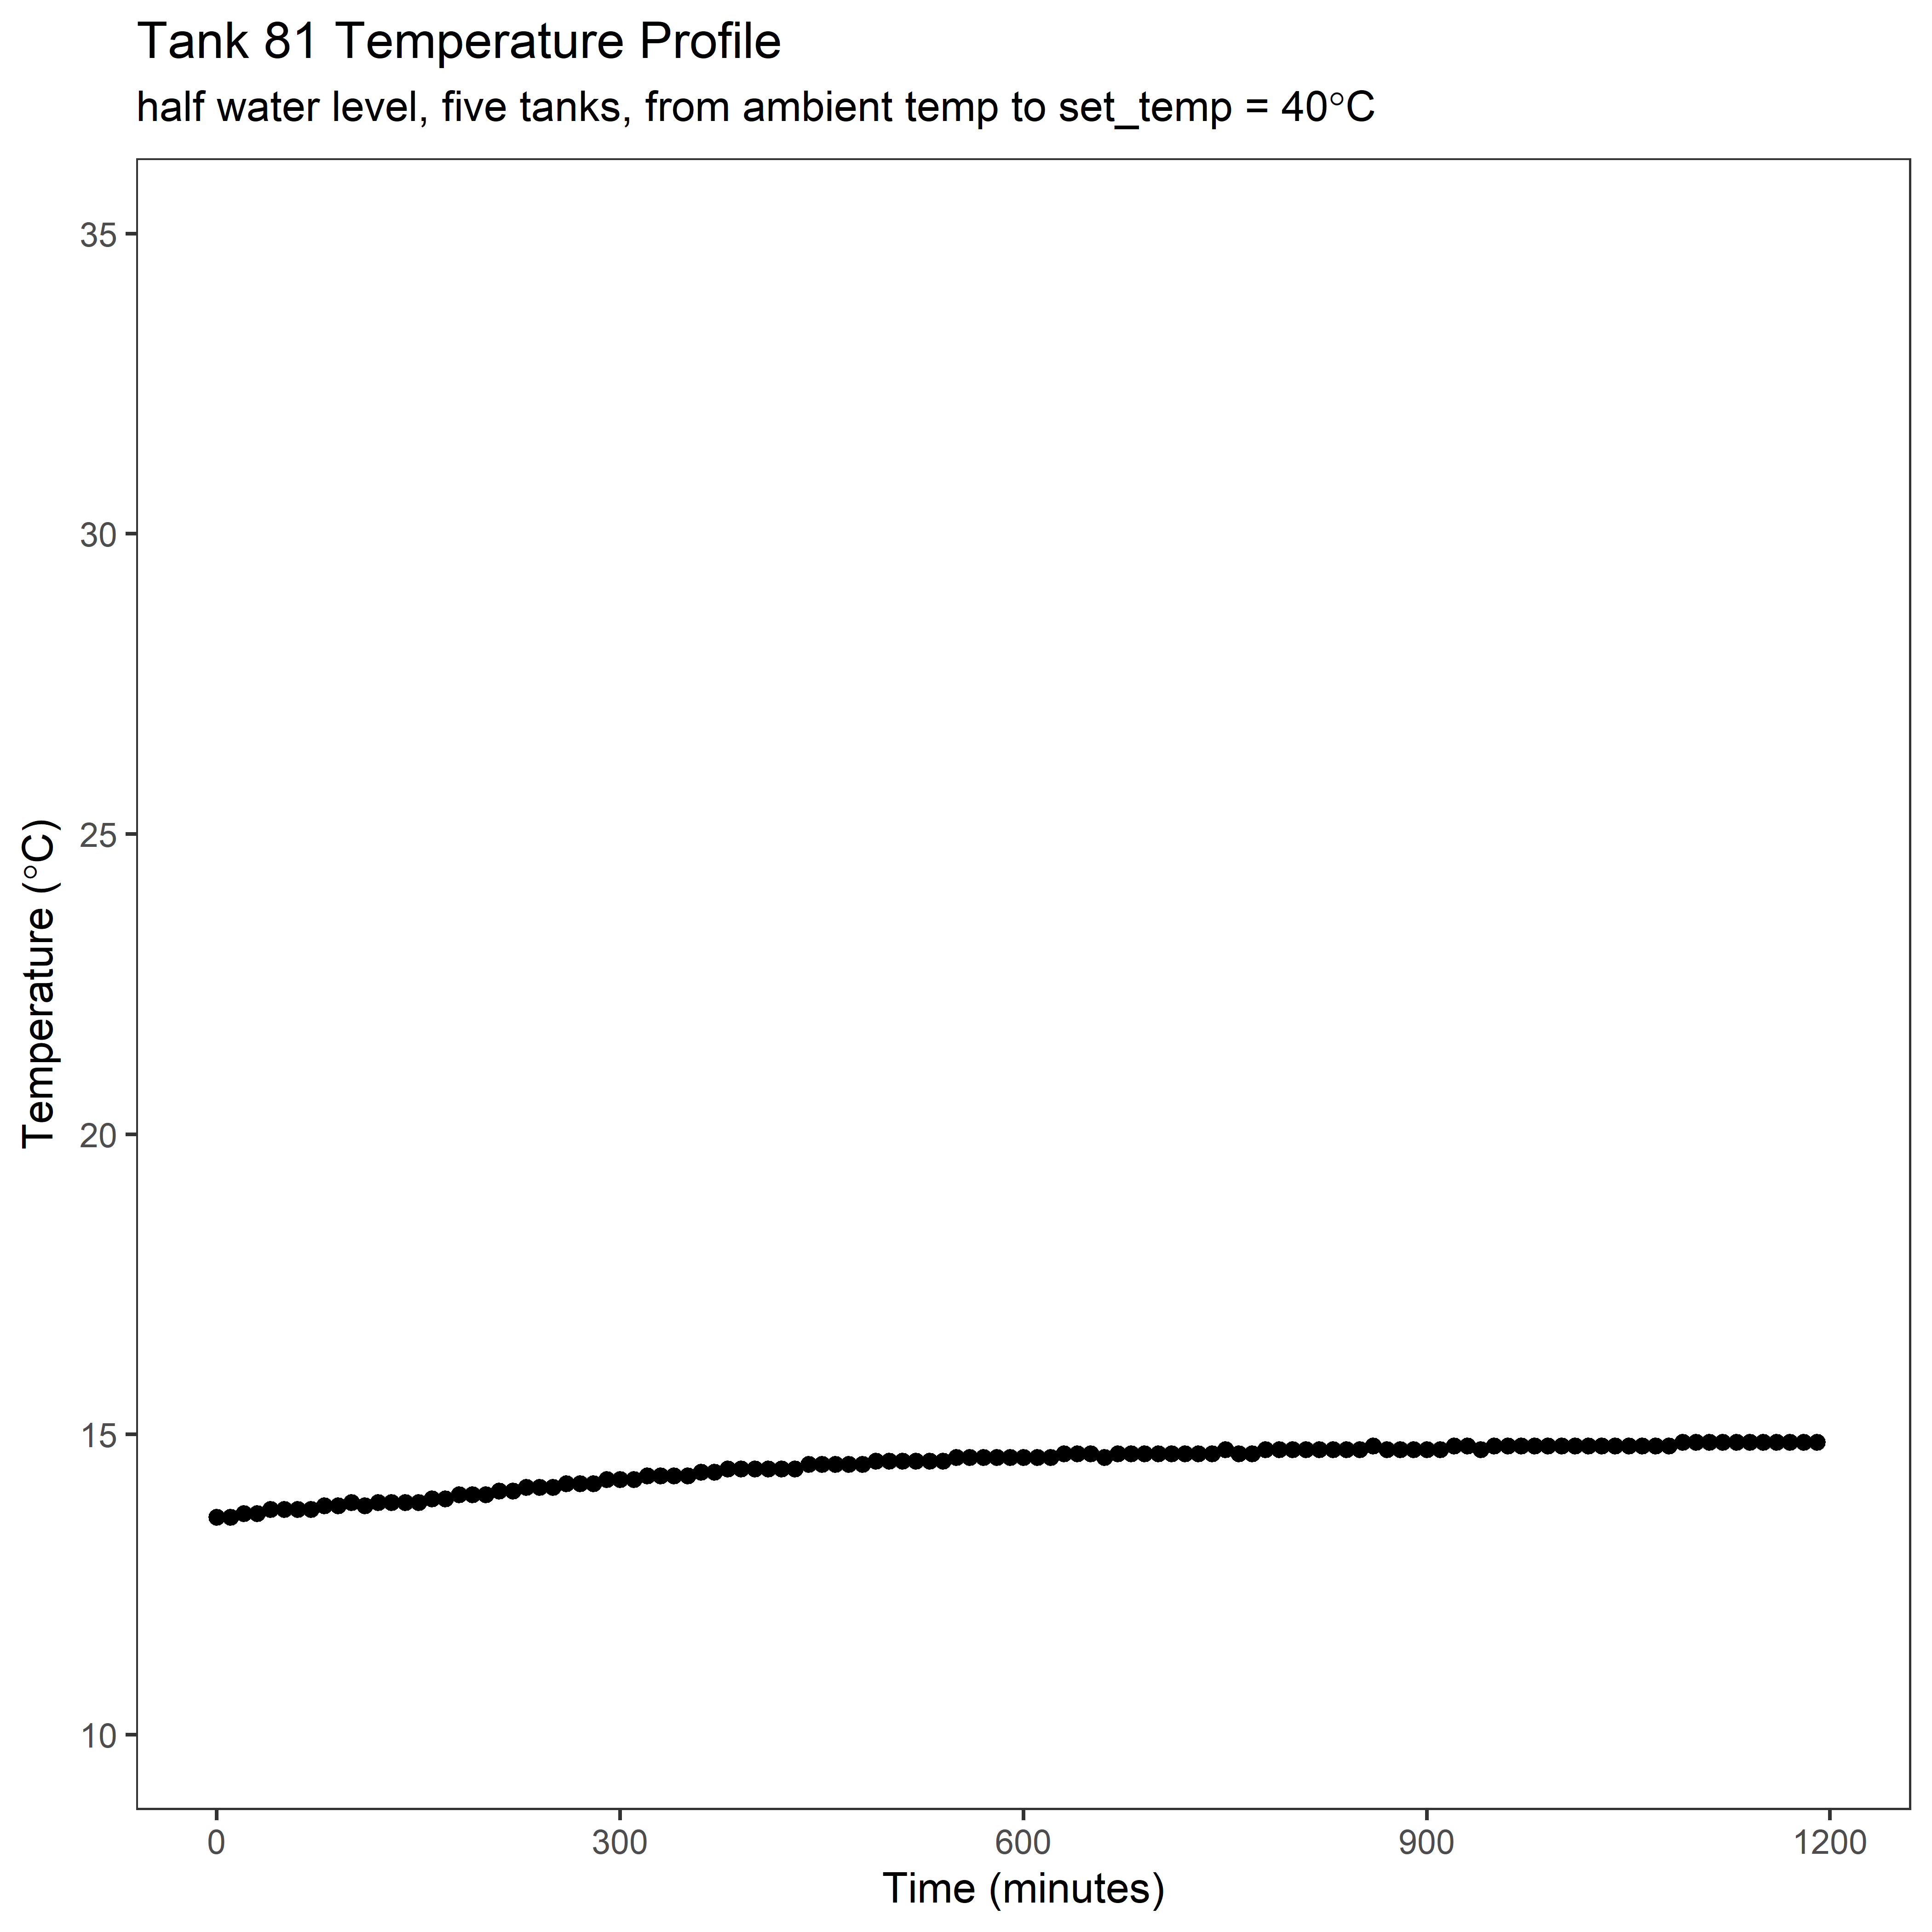 Tank 81 Temperature Profile
half water level, five tanks, from ambient temp to set_temp = 40°C
Temperature (°C)
35
30
25
20
15
10
0 300 600 900 1200
Time (minutes)